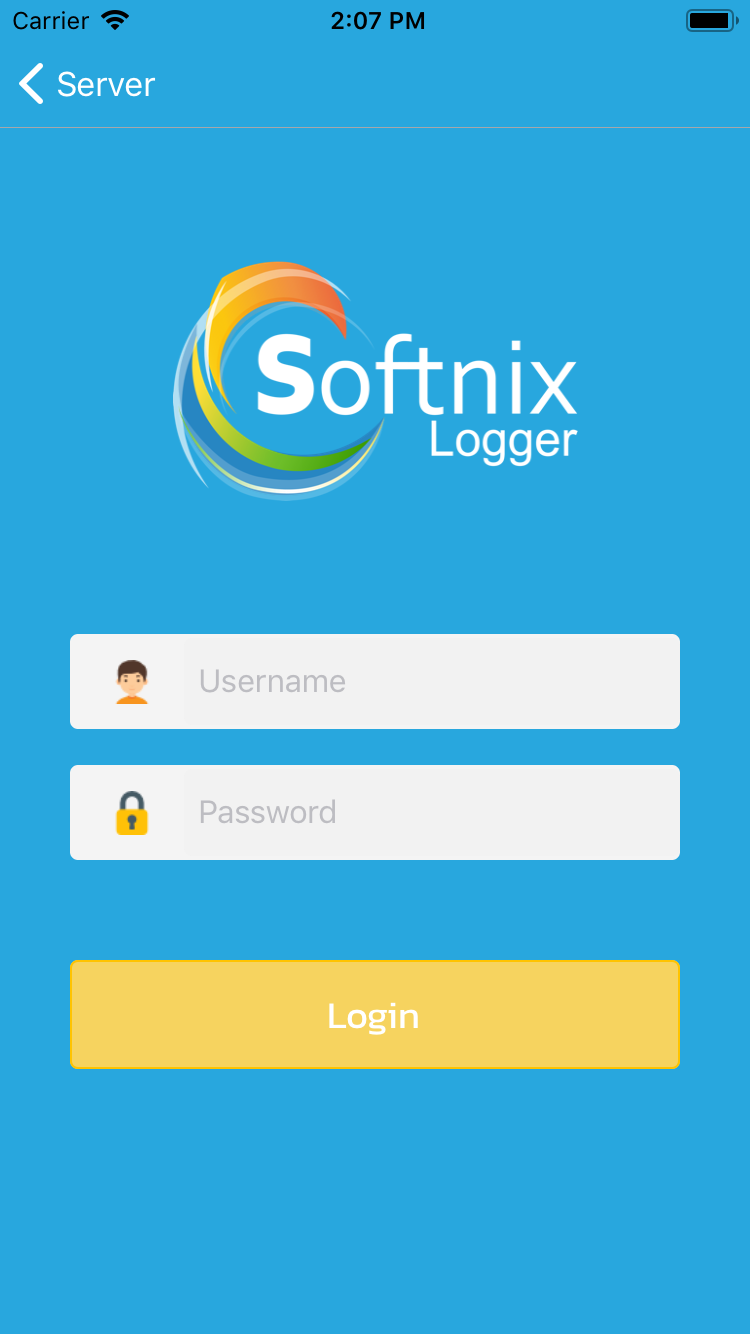 Carrier 2:07 PM
Server
Softnix
Logger
Username
Password
Login